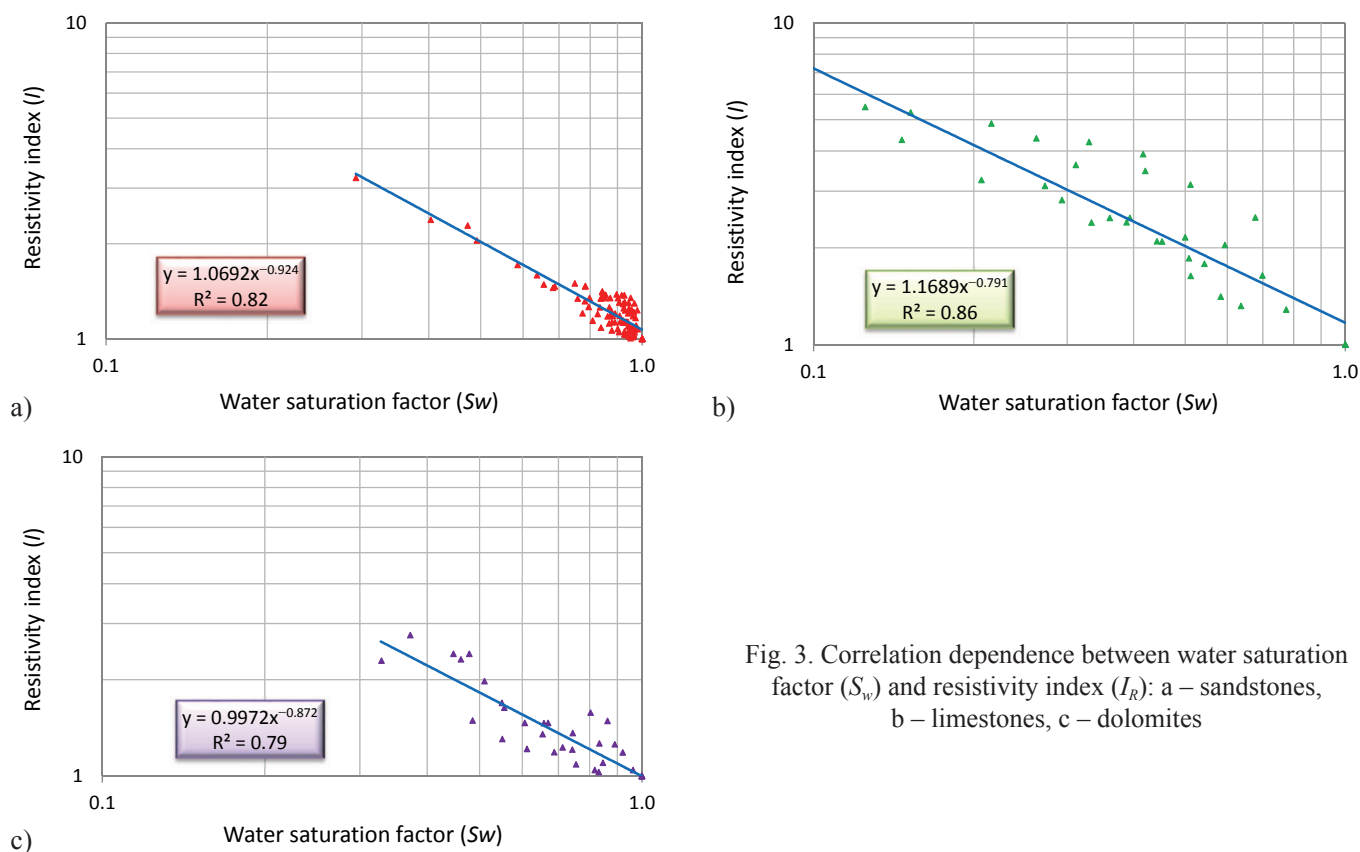 10
Resistivity index (I)
y = 1.0692x⁻⁰·⁹²⁴
R² = 0.82
1
0.1
1.0
Water saturation factor (Sw)
a)
10
Resistivity index (I)
y = 1.1689x⁻⁰·⁷⁹¹
R² = 0.86
1
0.1
1.0
Water saturation factor (Sw)
b)
10
Resistivity index (I)
y = 0.9972x⁻⁰·⁸⁷²
R² = 0.79
1
0.1
1.0
Water saturation factor (Sw)
c)
Fig. 3. Correlation dependence between water saturation
factor (S_w) and resistivity index (I_R): a – sandstones,
b – limestones, c – dolomites